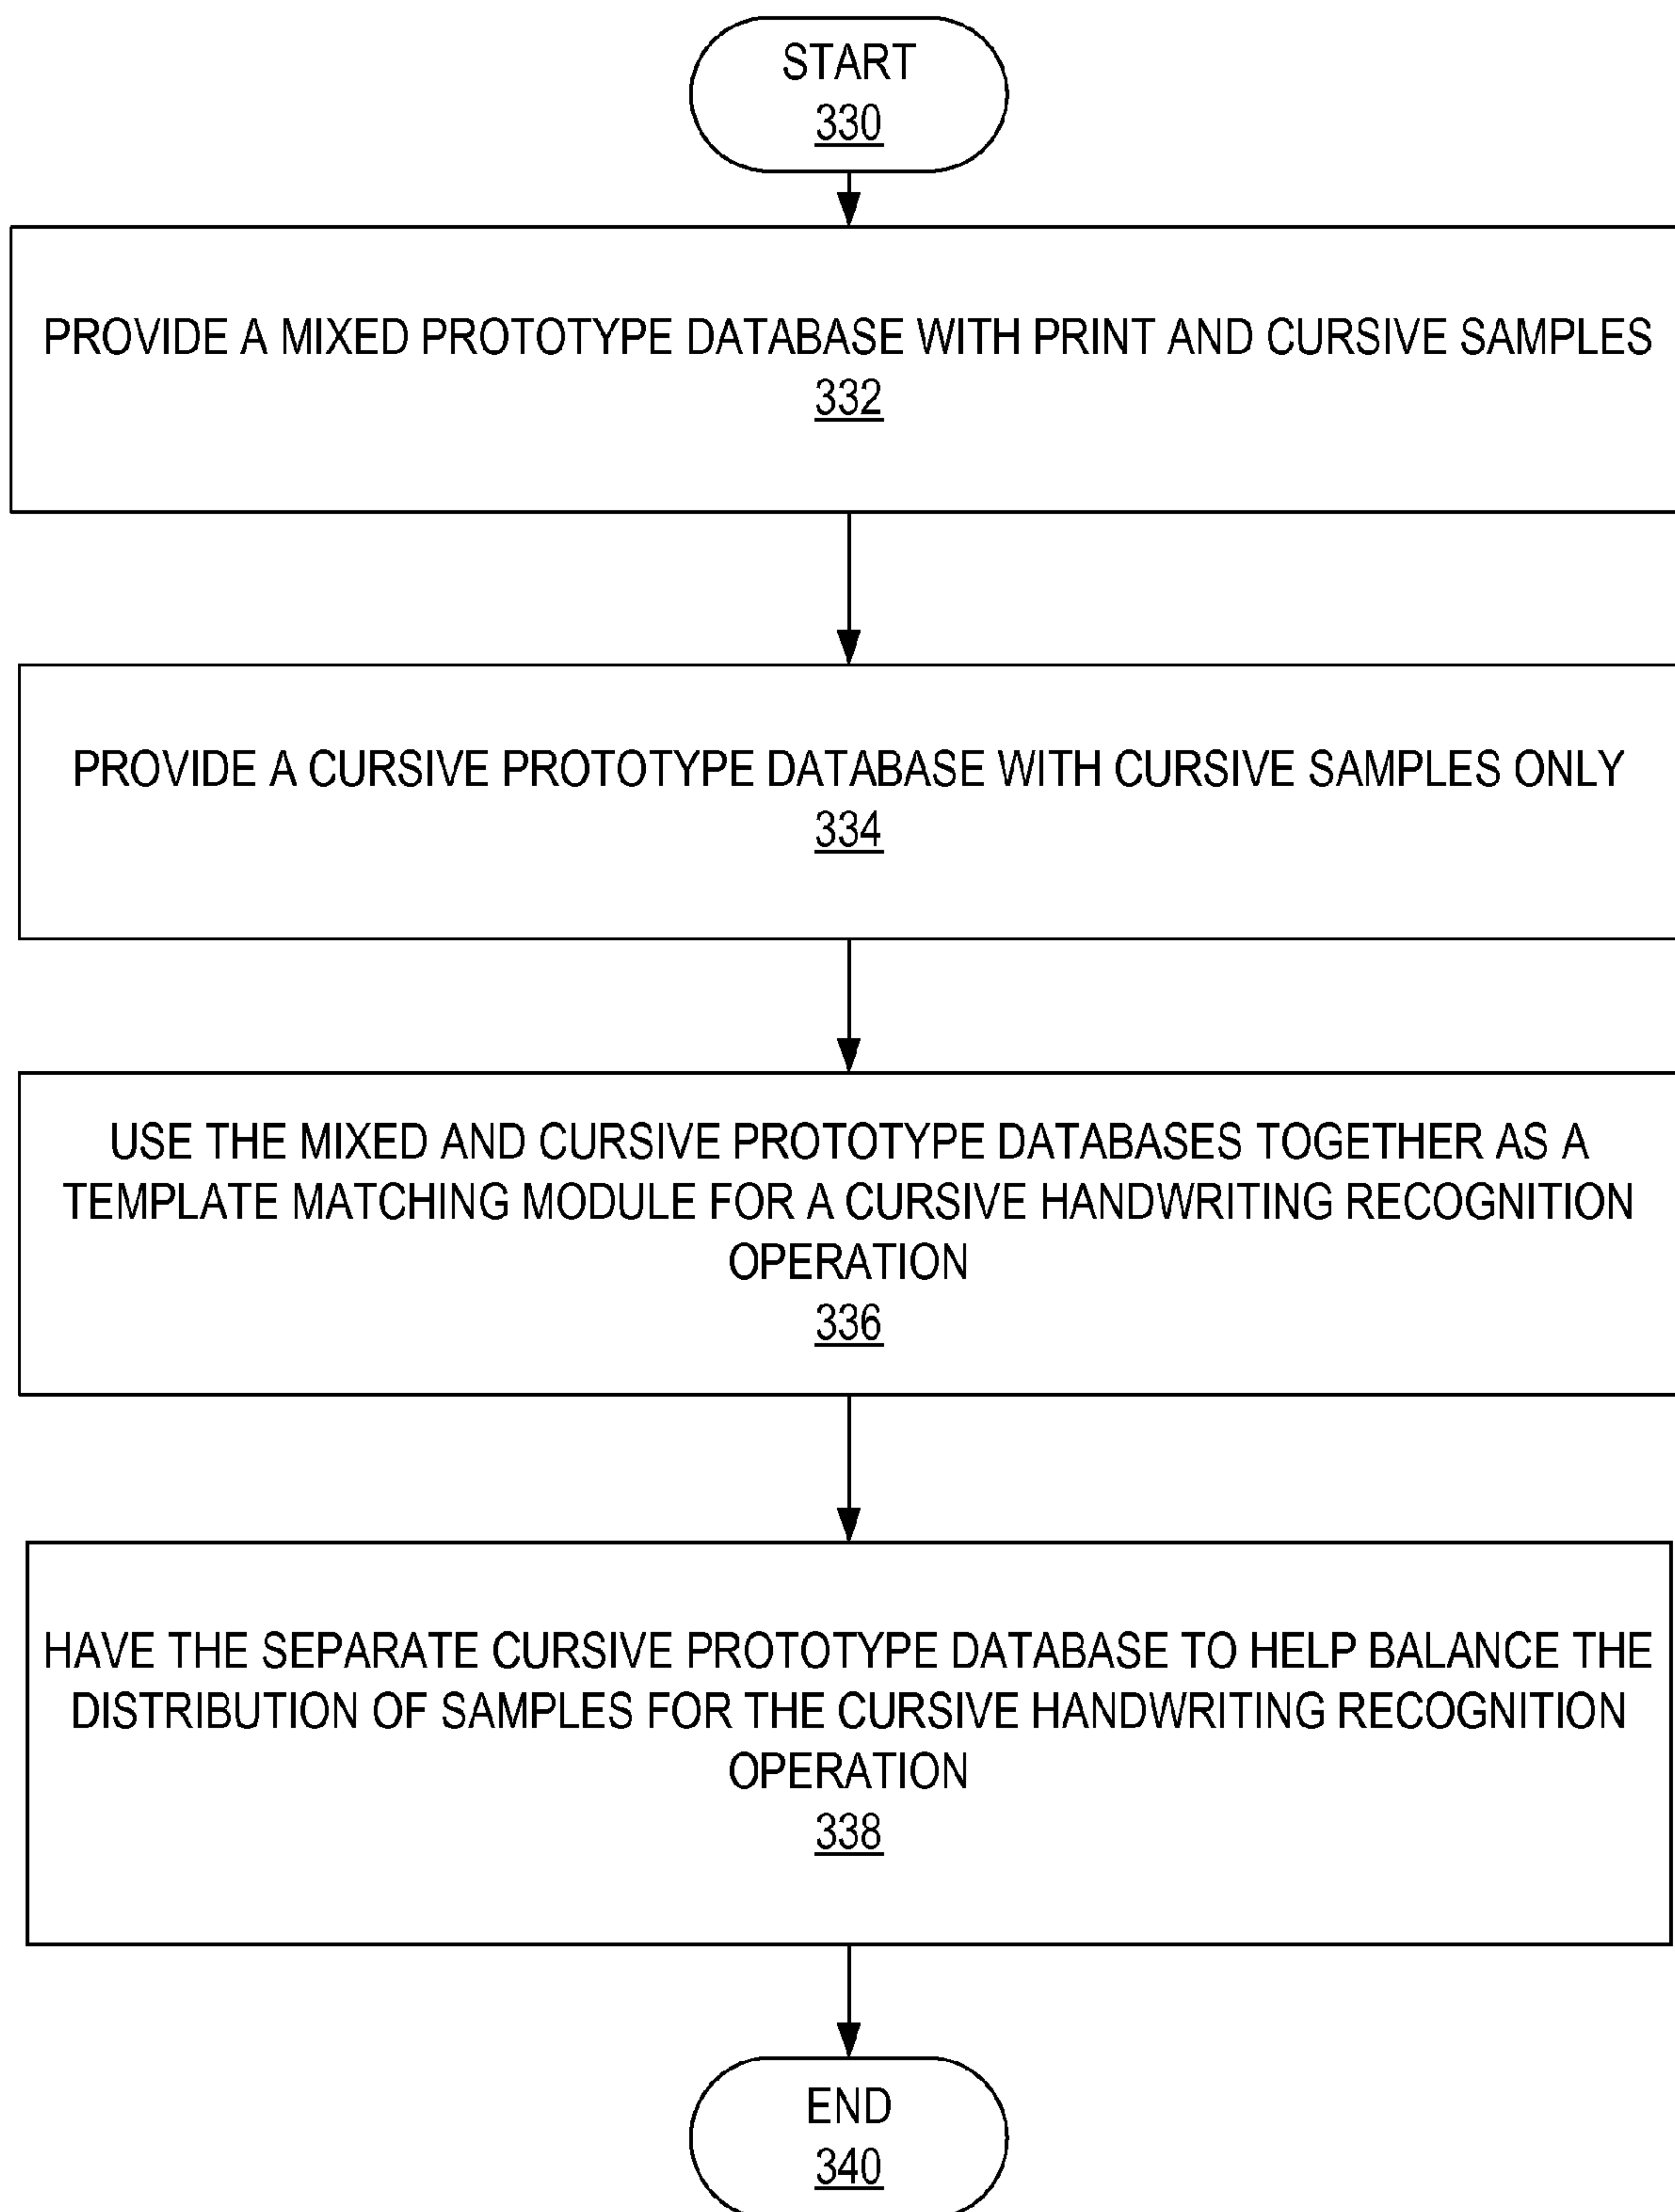 START
330
PROVIDE A MIXED PROTOTYPE DATABASE WITH PRINT AND CURSIVE SAMPLES
332
PROVIDE A CURSIVE PROTOTYPE DATABASE WITH CURSIVE SAMPLES ONLY
334
USE THE MIXED AND CURSIVE PROTOTYPE DATABASES TOGETHER AS A
TEMPLATE MATCHING MODULE FOR A CURSIVE HANDWRITING RECOGNITION
OPERATION
336
HAVE THE SEPARATE CURSIVE PROTOTYPE DATABASE TO HELP BALANCE THE
DISTRIBUTION OF SAMPLES FOR THE CURSIVE HANDWRITING RECOGNITION
OPERATION
338
END
340